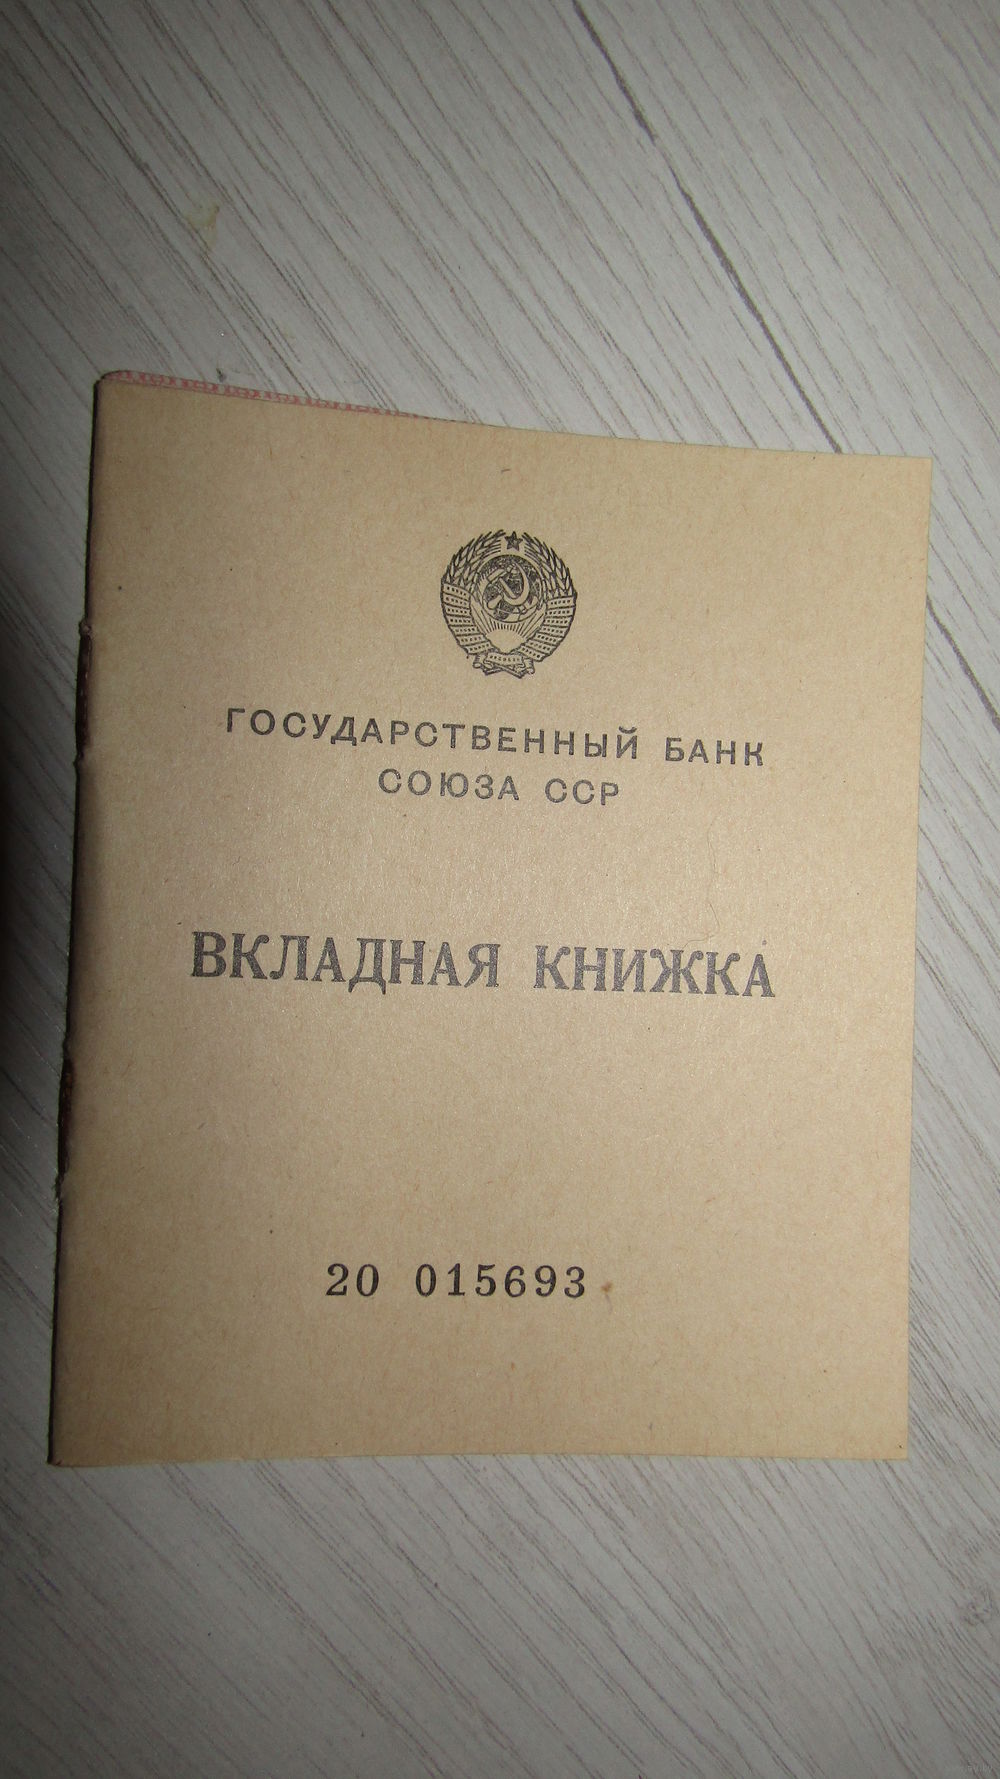 ГОСУДАРСТВЕННЫЙ БАНК
СОЮЗА ССР
ВКЛАДНАЯ КНИЖКА
20 015693